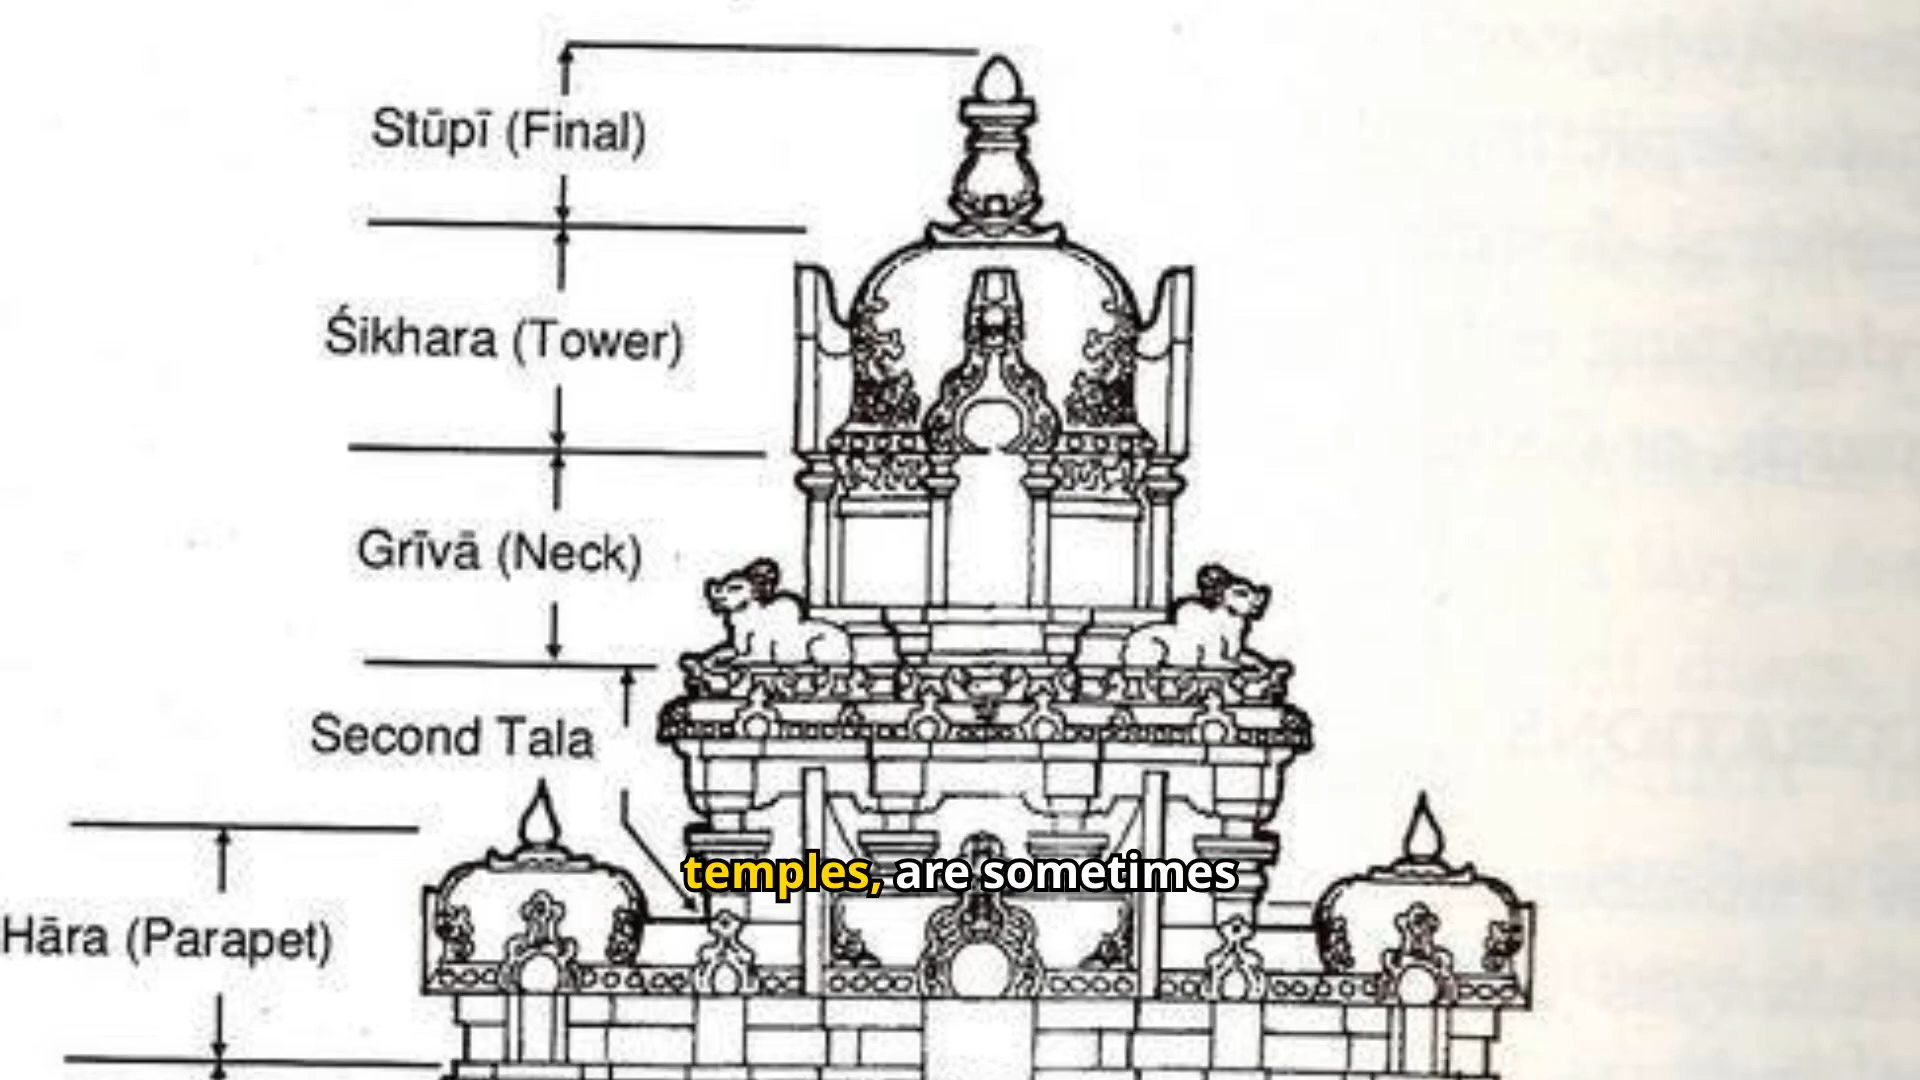 Stūpī (Final)
Śikhara (Tower)
Grīvā (Neck)
Second Tala
temples, are sometimes
Hāra (Parapet)